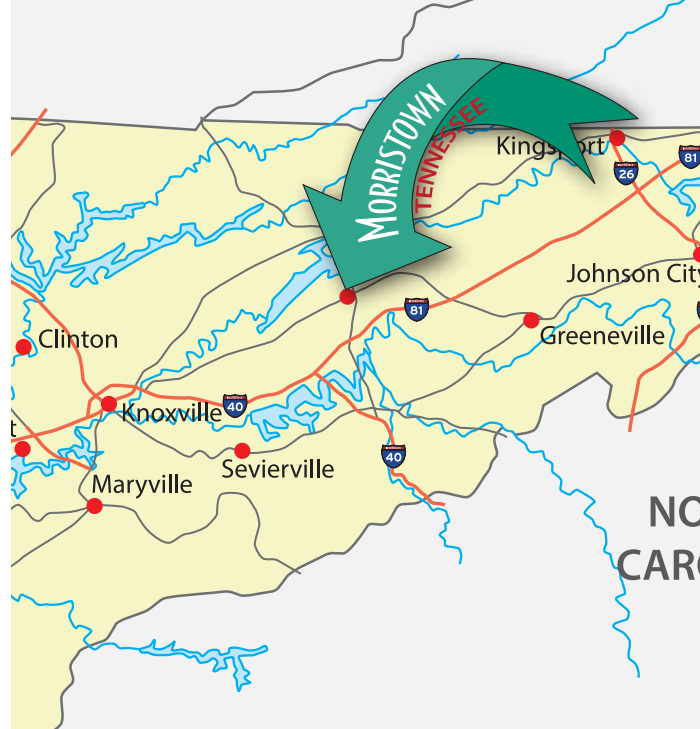 MORRISTOWN
TENNESSEE
Kingsport
81
26
Johnson City
81
Greeneville
Clinton
Knoxville
40
t
Sevierville
40
Maryville
NO
CARO